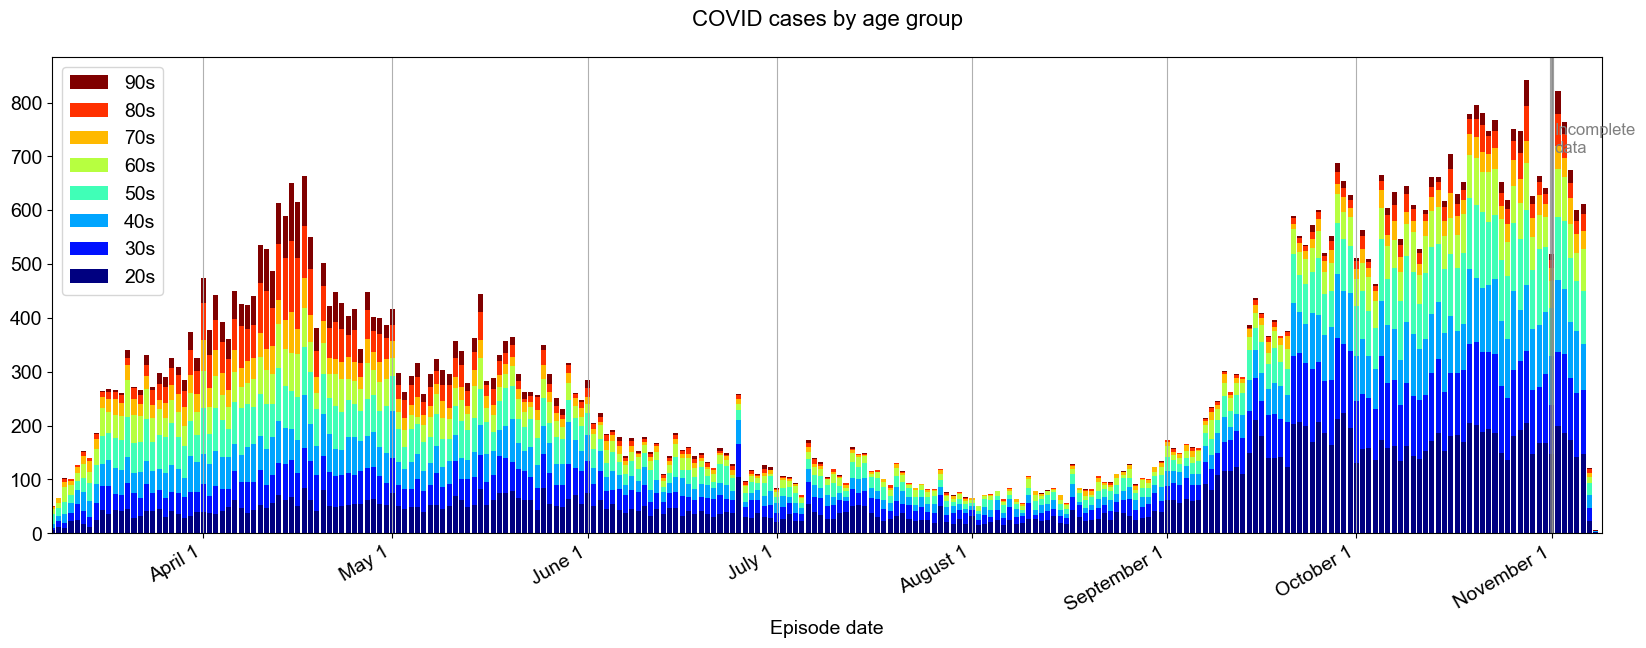 COVID cases by age group
800
700
600
500
400
300
200
100
0
90s
80s
70s
60s
50s
40s
30s
20s
Incomplete
data
April 1
May 1
June 1
July 1
August 1
September 1
October 1
November 1
Episode date